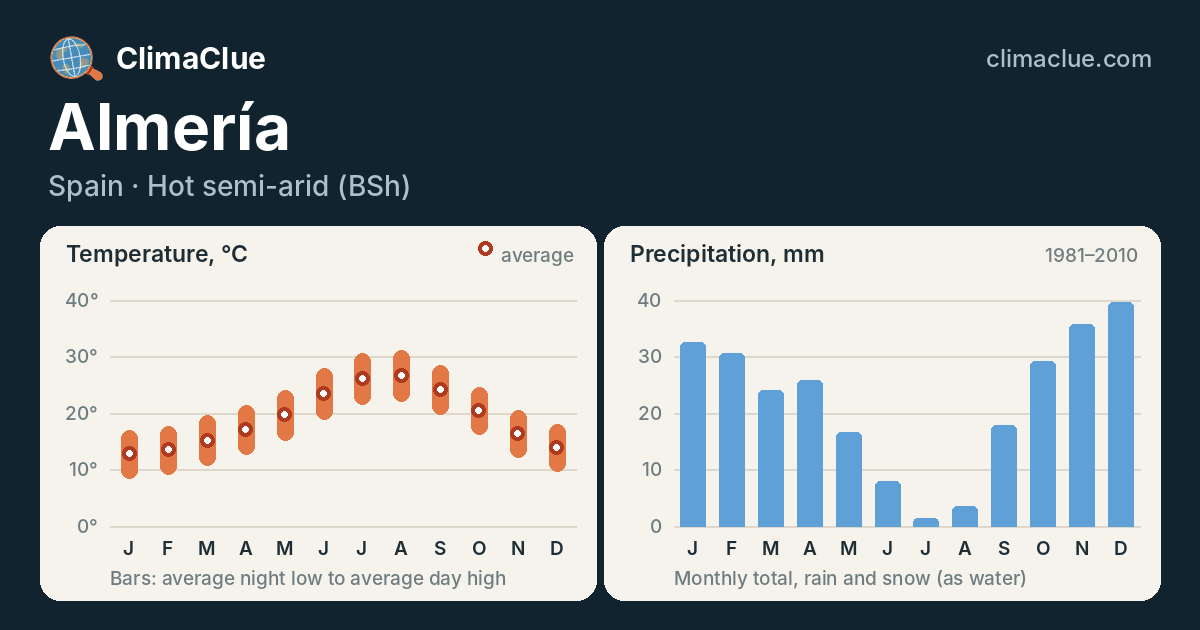 ClimaClue
climaclue.com
Almería
Spain · Hot semi-arid (BSh)
Temperature, °C
average
40°
30°
20°
10°
0°
J F M A M J J A S O N D
Bars: average night low to average day high
Precipitation, mm
1981–2010
40
30
20
10
0
J F M A M J J A S O N D
Monthly total, rain and snow (as water)